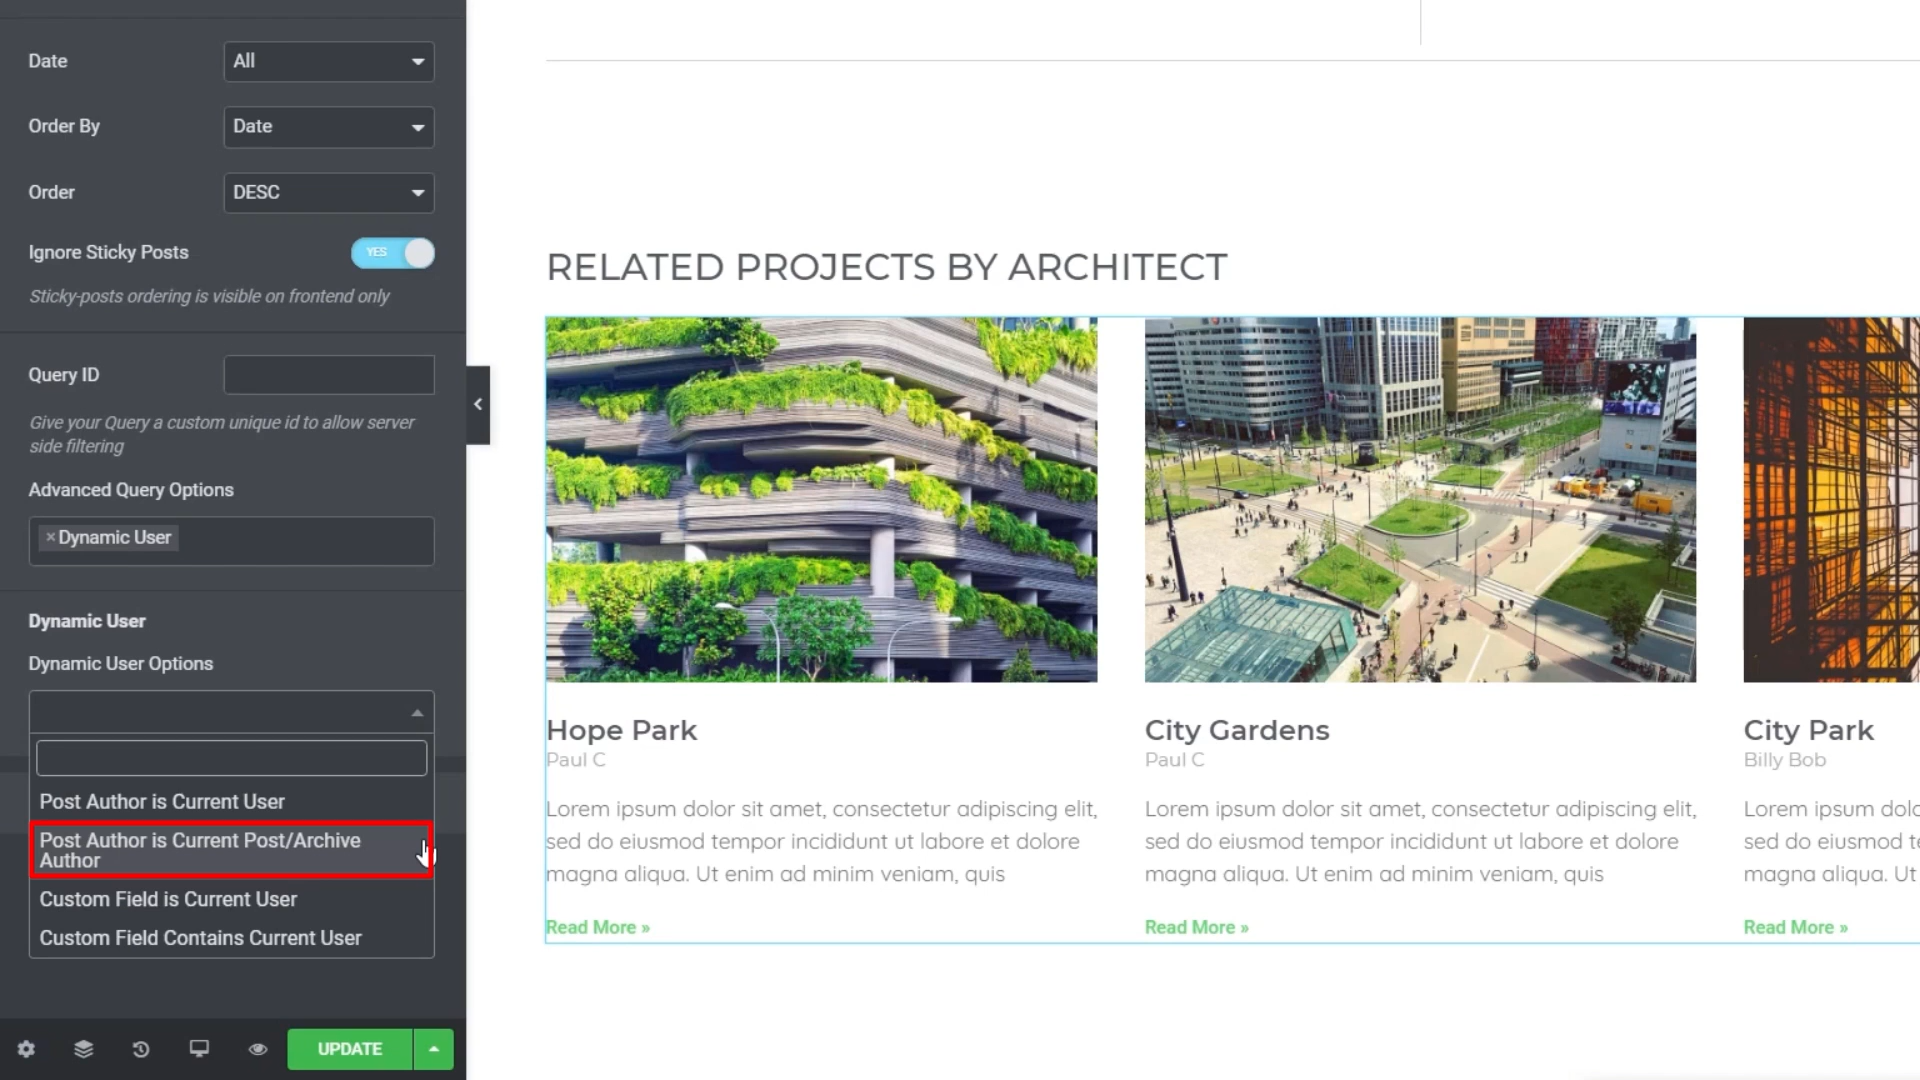 Date
All
Order By
Date
Order
DESC
Ignore Sticky Posts
YES
Sticky-posts ordering is visible on frontend only
Query ID
Give your Query a custom unique id to allow server
side filtering
Advanced Query Options
×Dynamic User
Dynamic User
Dynamic User Options
Post Author is Current User
Post Author is Current Post/Archive
Author
Custom Field is Current User
Custom Field Contains Current User
UPDATE
RELATED PROJECTS BY ARCHITECT
Hope Park
Paul C
Lorem ipsum dolor sit amet, consectetur adipiscing elit,
sed do eiusmod tempor incididunt ut labore et dolore
magna aliqua. Ut enim ad minim veniam, quis
Read More »
City Gardens
Paul C
Lorem ipsum dolor sit amet, consectetur adipiscing elit,
sed do eiusmod tempor incididunt ut labore et dolore
magna aliqua. Ut enim ad minim veniam, quis
Read More »
City Park
Billy Bob
Lorem ipsum dolo
sed do eiusmod te
magna aliqua. Ut
Read More »